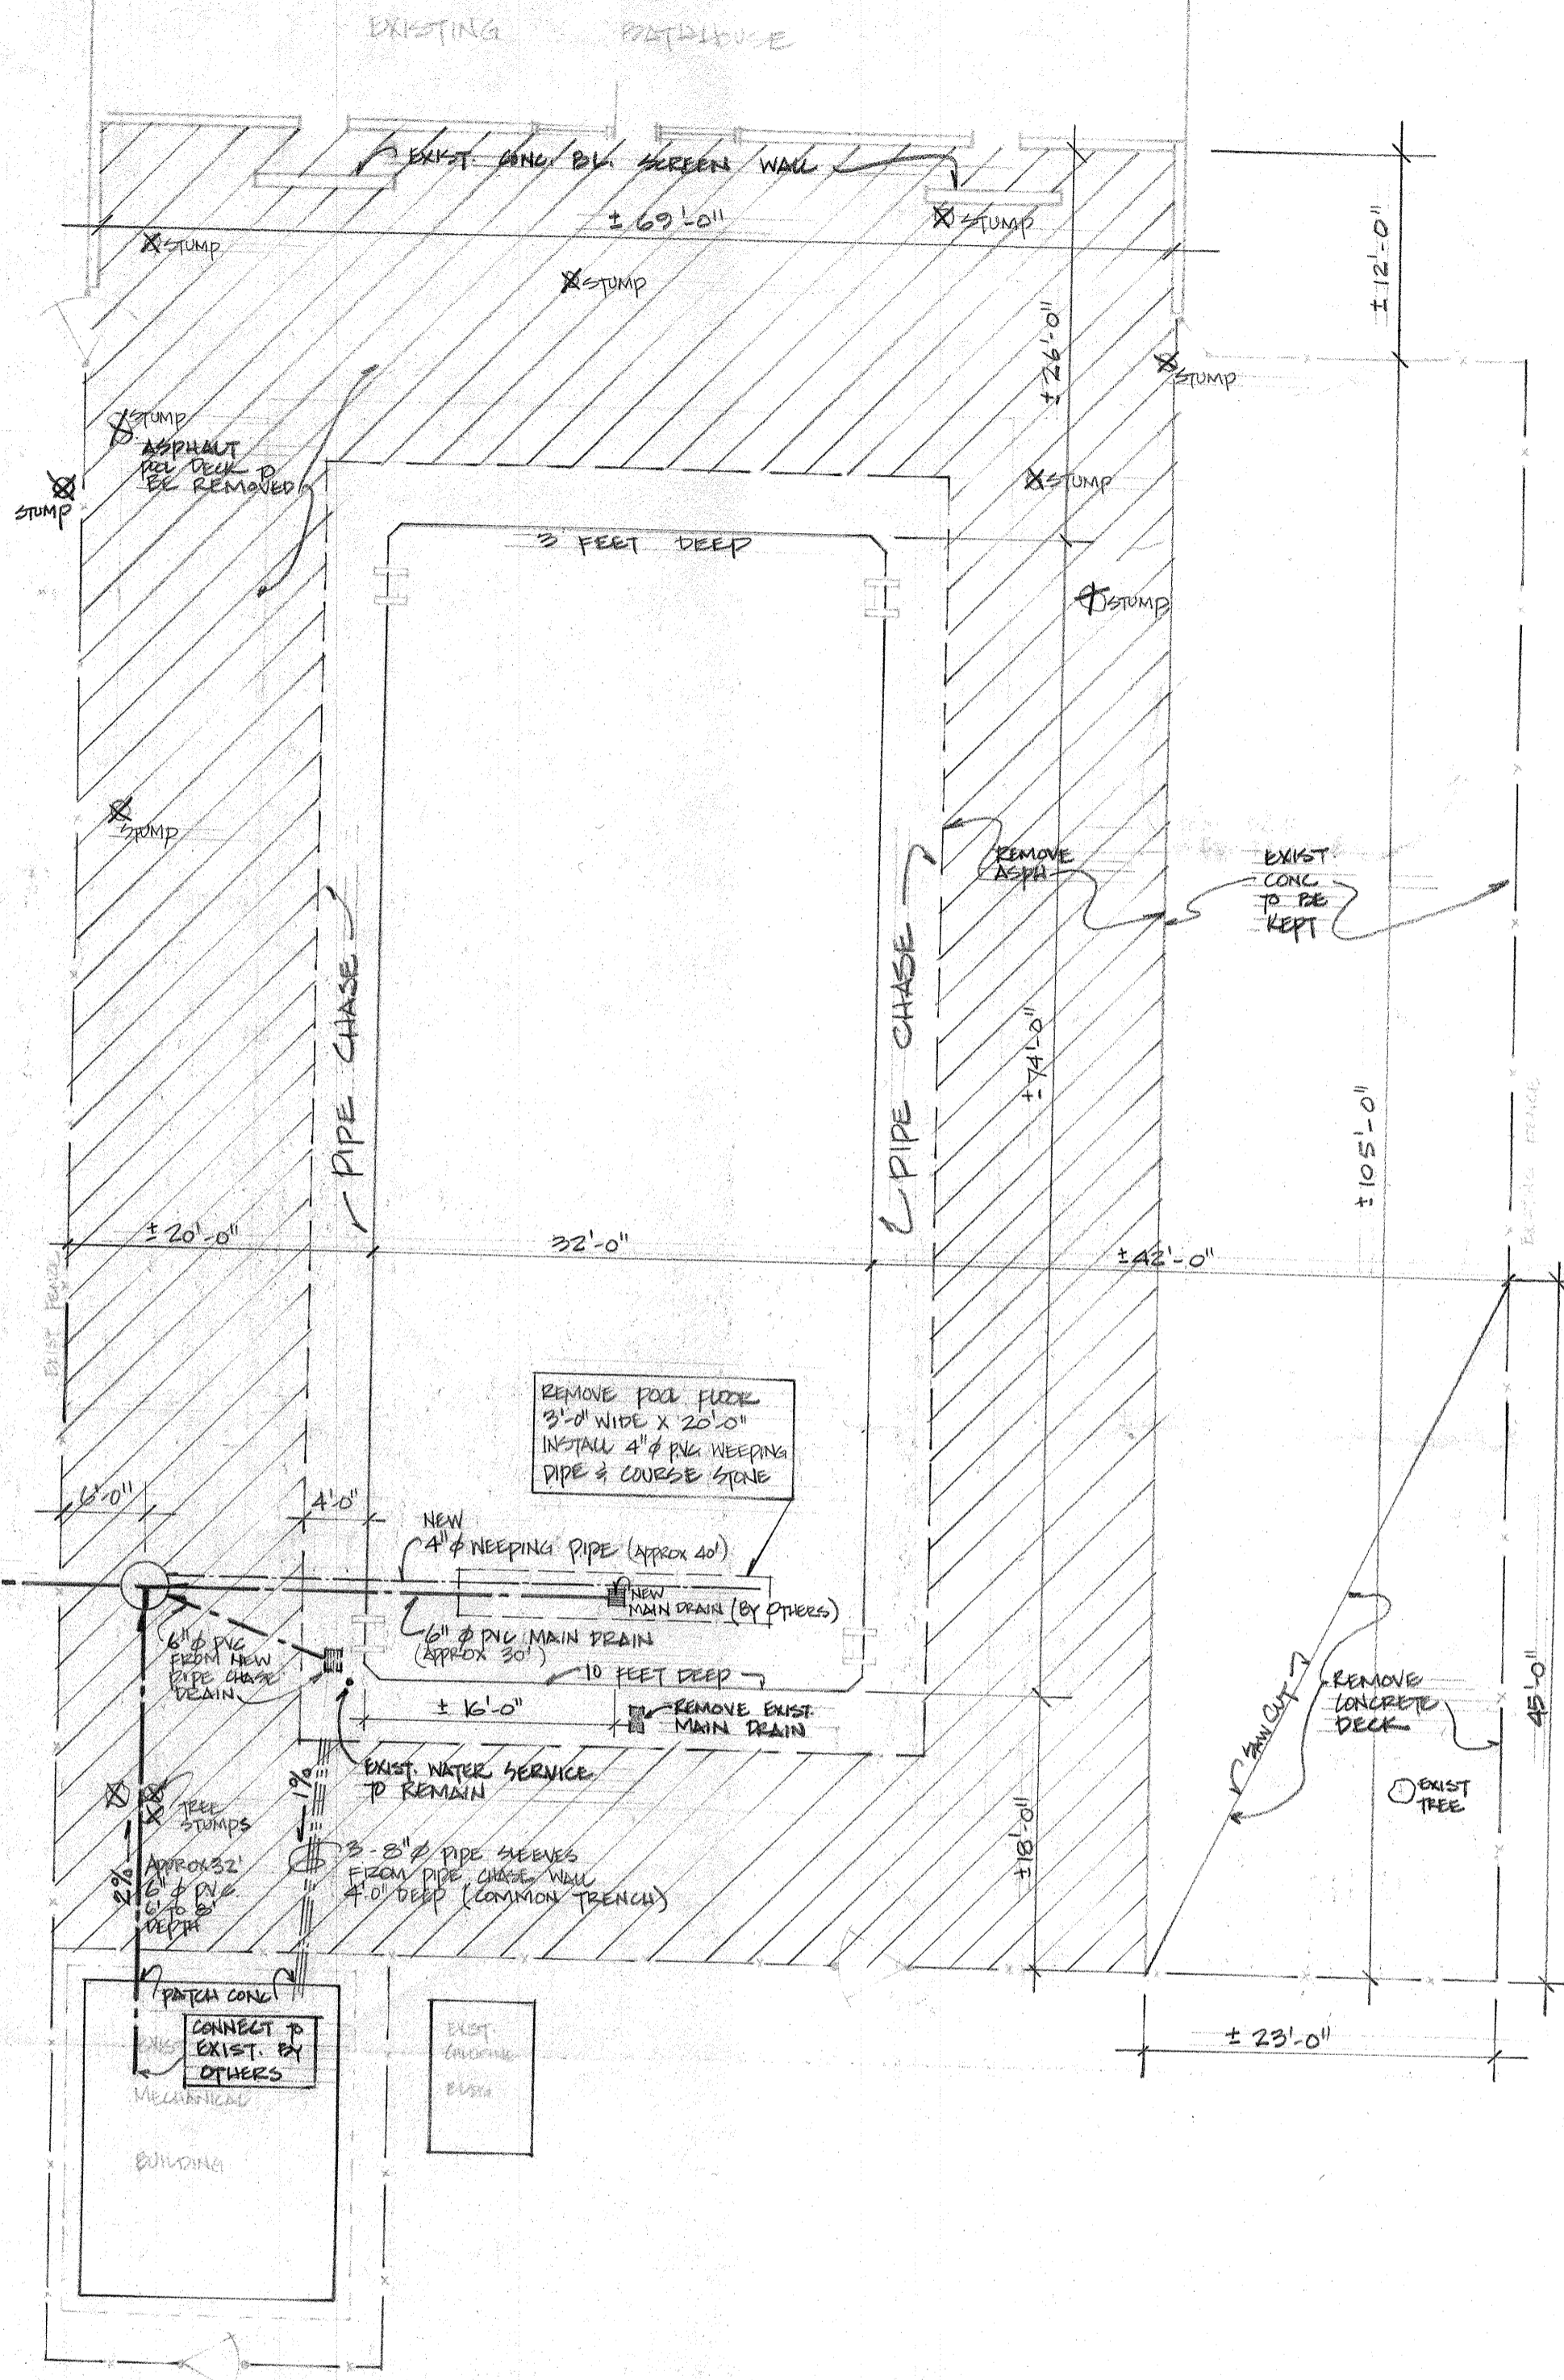 EXISTING BATHHOUSE
EXIST. CONC. BL. SCREEN WALL
± 69'-0"
STUMP
STUMP
STUMP
± 12'-0"
± 26'-0"
STUMP
STUMP
ASPHALT
POOL DECK TO
BE REMOVED
STUMP
STUMP
3 FEET DEEP
STUMP
STUMP
REMOVE
ASPH
EXIST.
CONC
TO BE
KEPT
PIPE CHASE
PIPE CHASE
±74'-0"
±105'-0"
EXISTING FENCE
± 20'-0"
32'-0"
±42'-0"
EXIST FENCE
REMOVE POOL FLOOR
3'-0" WIDE X 20'-0"
INSTALL 4"φ PVC WEEPING
PIPE & COURSE STONE
6'-0"
4'-0"
NEW
4"φ WEEPING PIPE (APPROX 40')
NEW
MAIN DRAIN (BY OTHERS)
6"φ PVC MAIN DRAIN
(APPROX 30')
6"φ PVC
FROM NEW
PIPE CHASE
DRAIN
10 FEET DEEP
± 16'-0"
REMOVE EXIST.
MAIN DRAIN
EXIST. WATER SERVICE
TO REMAIN
SAW CUT
REMOVE
CONCRETE
DECK
45'-0"
EXIST
TREE
1%
TREE
STUMPS
2%
APPROX 32'
6"φ PVC
6' TO 8'
DEPTH
3 - 8"φ PIPE SLEEVES
FROM PIPE CHASE WALL
4'-0" DEEP (COMMON TRENCH)
±18'-0"
PATCH CONC
CONNECT TO
EXIST. BY
OTHERS
EXIST
MECHANICAL
BUILDING
EXIST.
CHLORINE
BLDG
± 23'-0"